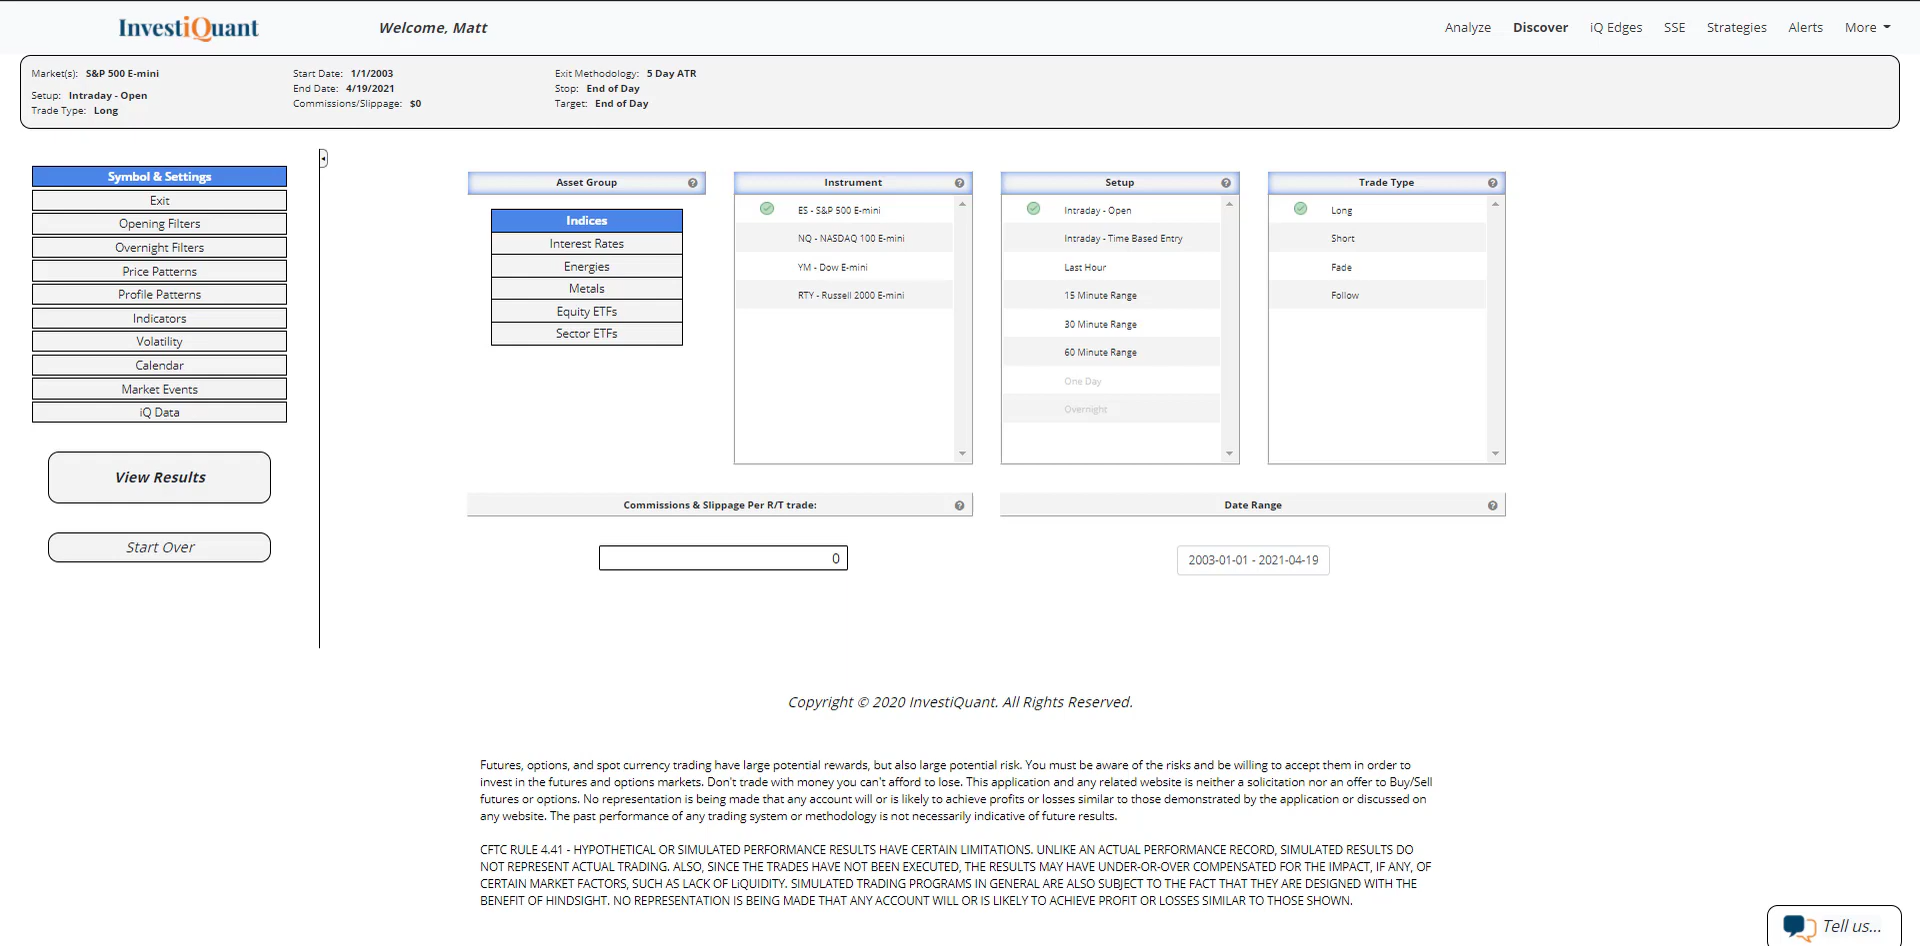 InvestiQuant
Welcome, Matt
Analyze Discover iQ Edges SSE Strategies Alerts More
Market(s): S&P 500 E-mini
Setup: Intraday - Open
Trade Type: Long
Start Date: 1/1/2003
End Date: 4/19/2021
Commissions/Slippage: $0
Exit Methodology: 5 Day ATR
Stop: End of Day
Target: End of Day
Symbol & Settings
Exit
Opening Filters
Overnight Filters
Price Patterns
Profile Patterns
Indicators
Volatility
Calendar
Market Events
iQ Data
View Results
Start Over
Asset Group
Indices
Interest Rates
Energies
Metals
Equity ETFs
Sector ETFs
Instrument
ES - S&P 500 E-mini
NQ - NASDAQ 100 E-mini
YM - Dow E-mini
RTY - Russell 2000 E-mini
Setup
Intraday - Open
Intraday - Time Based Entry
Last Hour
15 Minute Range
30 Minute Range
60 Minute Range
One Day
Overnight
Trade Type
Long
Short
Fade
Follow
Commissions & Slippage Per R/T trade:
0
Date Range
2003-01-01 - 2021-04-19
Copyright © 2020 InvestiQuant. All Rights Reserved.
Futures, options, and spot currency trading have large potential rewards, but also large potential risk. You must be aware of the risks and be willing to accept them in order to
invest in the futures and options markets. Don't trade with money you can't afford to lose. This application and any related website is neither a solicitation nor an offer to Buy/Sell
futures or options. No representation is being made that any account will or is likely to achieve profits or losses similar to those demonstrated by the application or discussed on
any website. The past performance of any trading system or methodology is not necessarily indicative of future results.
CFTC RULE 4.41 - HYPOTHETICAL OR SIMULATED PERFORMANCE RESULTS HAVE CERTAIN LIMITATIONS. UNLIKE AN ACTUAL PERFORMANCE RECORD, SIMULATED RESULTS DO
NOT REPRESENT ACTUAL TRADING. ALSO, SINCE THE TRADES HAVE NOT BEEN EXECUTED, THE RESULTS MAY HAVE UNDER-OR-OVER COMPENSATED FOR THE IMPACT, IF ANY, OF
CERTAIN MARKET FACTORS, SUCH AS LACK OF LiQUIDITY. SIMULATED TRADING PROGRAMS IN GENERAL ARE ALSO SUBJECT TO THE FACT THAT THEY ARE DESIGNED WITH THE
BENEFIT OF HINDSIGHT. NO REPRESENTATION IS BEING MADE THAT ANY ACCOUNT WILL OR IS LIKELY TO ACHIEVE PROFIT OR LOSSES SIMILAR TO THOSE SHOWN.
Tell us...